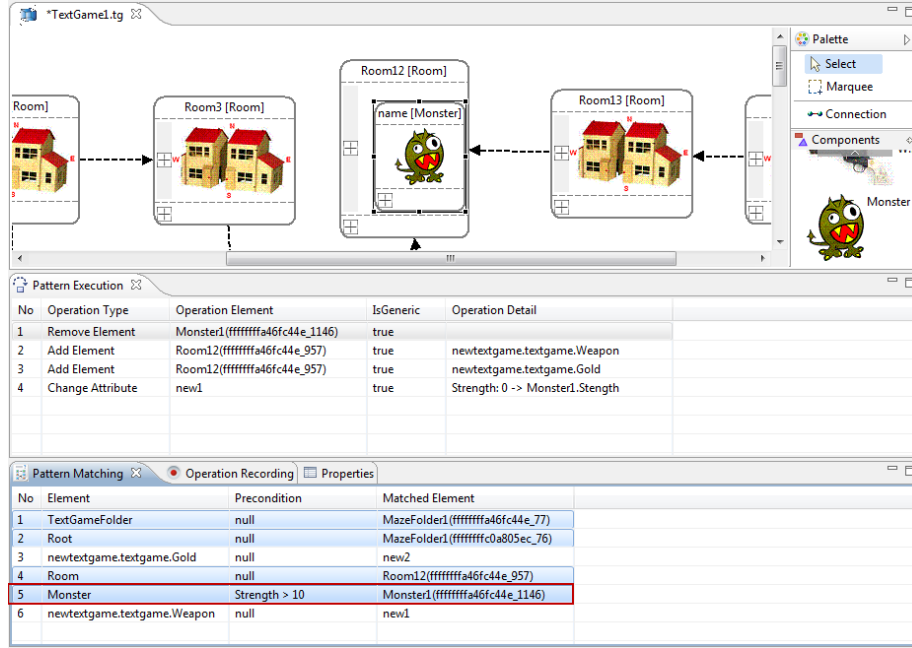 *TextGame1.tg
Room12 [Room]
name [Monster]
Room]
N
E
S
Room3 [Room]
N
W
E
S
Room13 [Room]
N
W
E
S
W
Palette
Select
Marquee
Connection
Components
Monster
Pattern Execution
No Operation Type Operation Element IsGeneric Operation Detail
1 Remove Element Monster1(ffffffffa46fc44e_1146) true
2 Add Element Room12(ffffffffa46fc44e_957) true newtextgame.textgame.Weapon
3 Add Element Room12(ffffffffa46fc44e_957) true newtextgame.textgame.Gold
4 Change Attribute new1 true Strength: 0 -> Monster1.Stength
Pattern Matching Operation Recording Properties
No Element Precondition Matched Element
1 TextGameFolder null MazeFolder1(ffffffffa46fc44e_77)
2 Root null MazeFolder1(ffffffffc0a805ec_76)
3 newtextgame.textgame.Gold null new2
4 Room null Room12(ffffffffa46fc44e_957)
5 Monster Strength > 10 Monster1(ffffffffa46fc44e_1146)
6 newtextgame.textgame.Weapon null new1